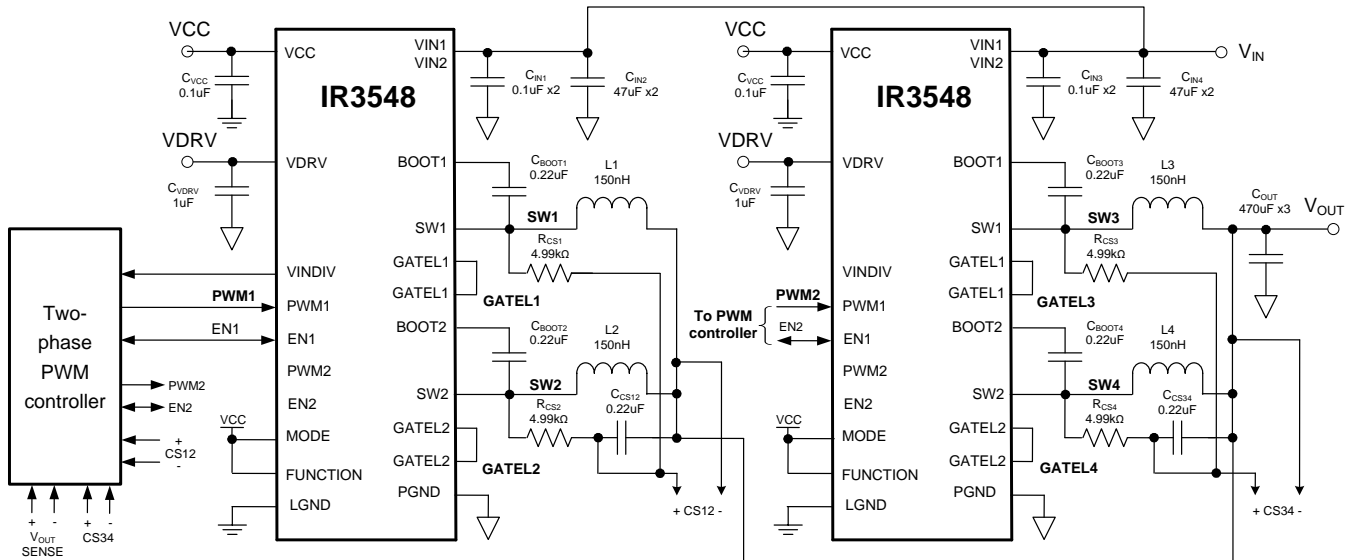 VCC
C_VCC
0.1uF
VDRV
C_VDRV
1uF
Two-
phase
PWM
controller
PWM1
EN1
PWM2
EN2
+
CS12
-
+ -
V_OUT
SENSE
+ -
CS34
IR3548
VCC
VDRV
VINDIV
PWM1
EN1
PWM2
EN2
MODE
FUNCTION
LGND
VCC
VIN1
VIN2
BOOT1
SW1
GATEL1
GATEL1
BOOT2
SW2
GATEL2
GATEL2
PGND
C_IN1
0.1uF x2
C_IN2
47uF x2
C_BOOT1
0.22uF
L1
150nH
SW1
R_CS1
4.99kΩ
GATEL1
C_BOOT2
0.22uF
L2
150nH
SW2
R_CS2
4.99kΩ
C_CS12
0.22uF
GATEL2
+ CS12 -
VCC
C_VCC
0.1uF
VDRV
C_VDRV
1uF
To PWM
controller
PWM2
EN2
VCC
IR3548
VCC
VDRV
VINDIV
PWM1
EN1
PWM2
EN2
MODE
FUNCTION
LGND
VIN1
VIN2
BOOT1
SW1
GATEL1
GATEL1
BOOT2
SW2
GATEL2
GATEL2
PGND
C_IN3
0.1uF x2
C_IN4
47uF x2
V_IN
C_BOOT3
0.22uF
L3
150nH
SW3
R_CS3
4.99kΩ
GATEL3
C_OUT
470uF x3
V_OUT
C_BOOT4
0.22uF
L4
150nH
SW4
R_CS4
4.99kΩ
C_CS34
0.22uF
GATEL4
+ CS34 -